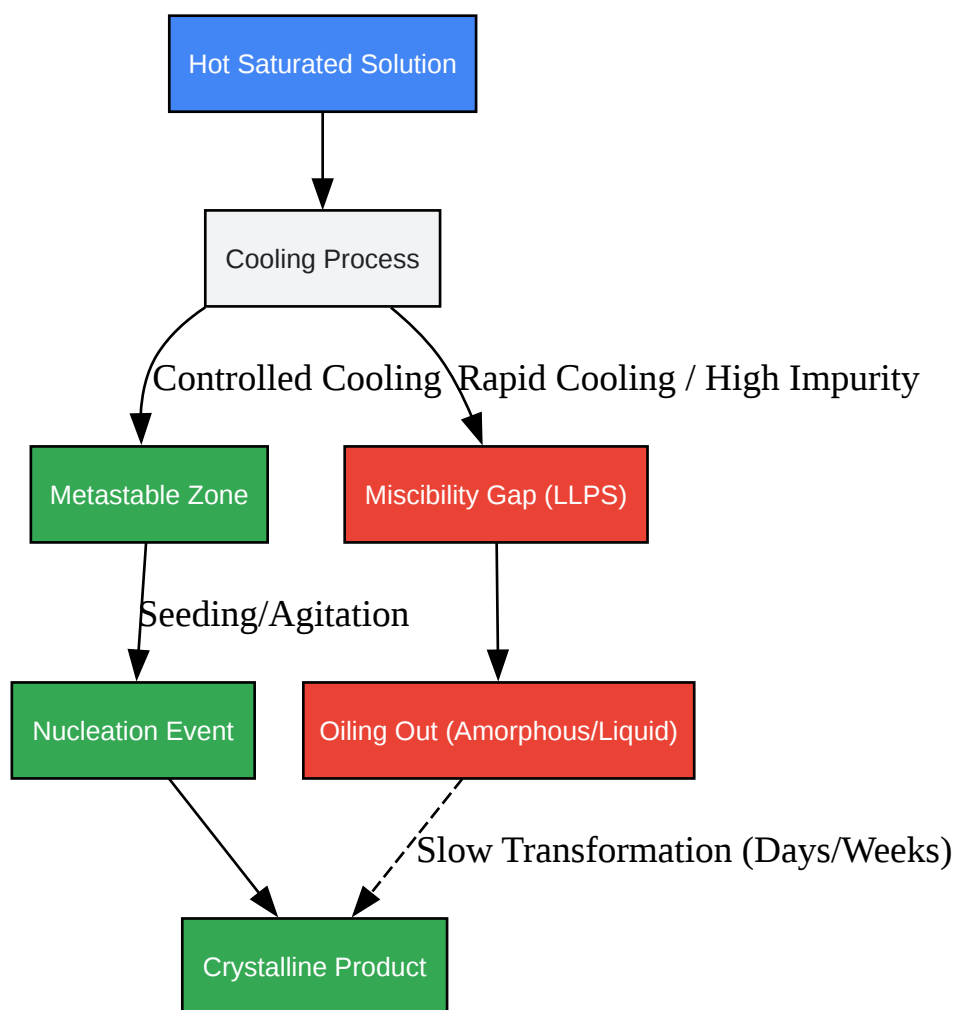 Hot Saturated Solution
Cooling Process
Controlled Cooling
Rapid Cooling / High Impurity
Metastable Zone
Miscibility Gap (LLPS)
Seeding/Agitation
Nucleation Event
Oiling Out (Amorphous/Liquid)
Slow Transformation (Days/Weeks)
Crystalline Product